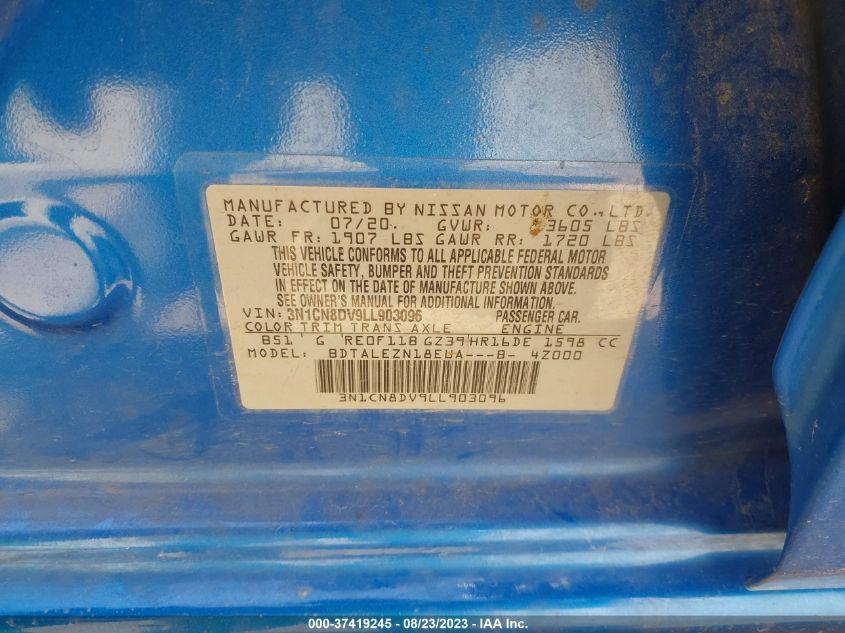 MANUFACTURED BY NISSAN MOTOR CO., LTD.
DATE: 07/20. GVWR: 3605 LBS
GAWR FR: 1907 LBS GAWR RR: 1720 LBS
THIS VEHICLE CONFORMS TO ALL APPLICABLE FEDERAL MOTOR
VEHICLE SAFETY, BUMPER AND THEFT PREVENTION STANDARDS
IN EFFECT ON THE DATE OF MANUFACTURE SHOWN ABOVE.
SEE OWNER'S MANUAL FOR ADDITIONAL INFORMATION.
VIN: 3N1CN8DV9LL903096 PASSENGER CAR.
COLOR TRIM TRANS AXLE ENGINE
B51 G RE0F11B GZ39 HR16DE 1598 CC
MODEL: BDTALEZN18EUA---B- 4Z000
3N1CN8DV9LL903096
000-37419245 - 08/23/2023 - IAA Inc.